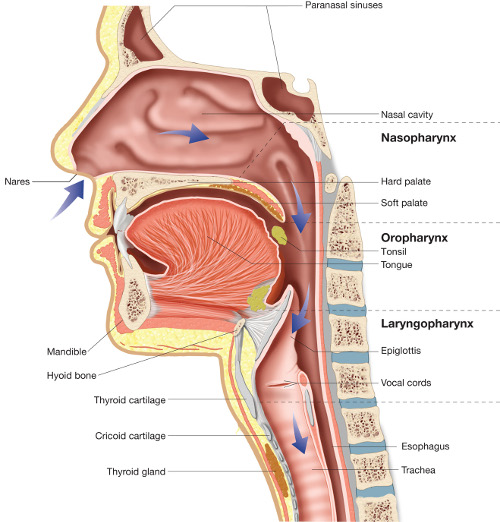 Paranasal sinuses
Nasal cavity
Nasopharynx
Nares
Hard palate
Soft palate
Oropharynx
Tonsil
Tongue
Laryngopharynx
Mandible
Epiglottis
Hyoid bone
Vocal cords
Thyroid cartilage
Cricoid cartilage
Esophagus
Thyroid gland
Trachea